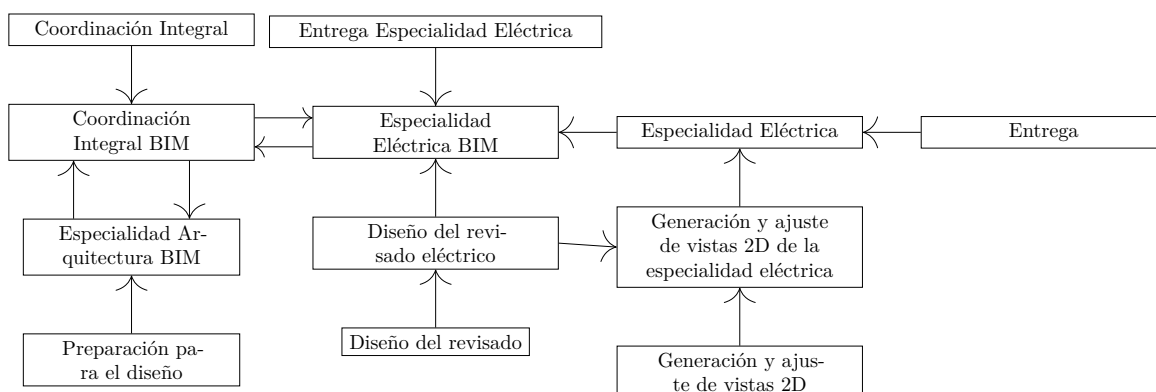 Coordinación Integral
Entrega Especialidad Eléctrica
Coordinación
Integral BIM
Especialidad
Eléctrica BIM
Especialidad Eléctrica
Entrega
Especialidad Ar-
quitectura BIM
Diseño del revi-
sado eléctrico
Generación y ajuste
de vistas 2D de la
especialidad eléctrica
Preparación pa-
ra el diseño
Diseño del revisado
Generación y ajus-
te de vistas 2D